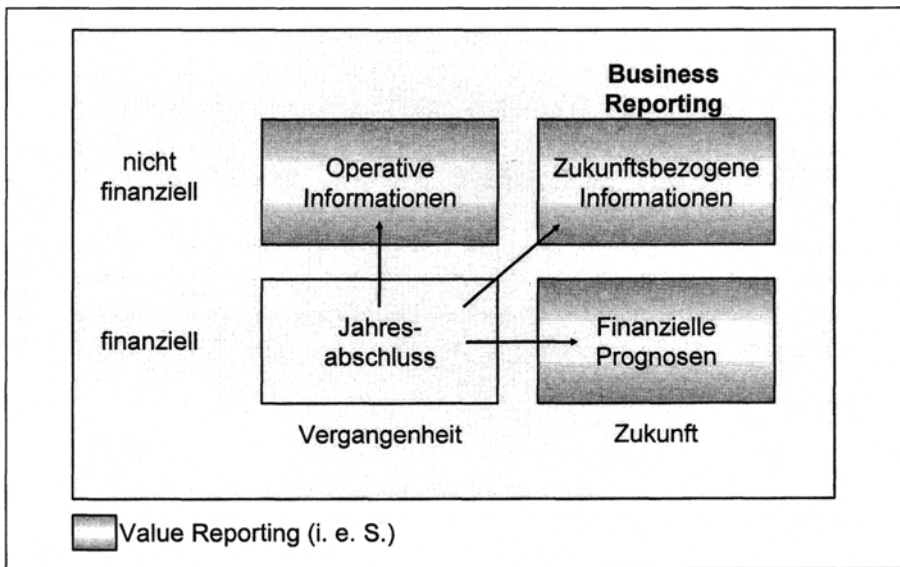 Business
Reporting
nicht
finanziell
Operative
Informationen
Zukunftsbezogene
Informationen
finanziell
Jahres-
abschluss
Finanzielle
Prognosen
Vergangenheit
Zukunft
Value Reporting (i. e. S.)